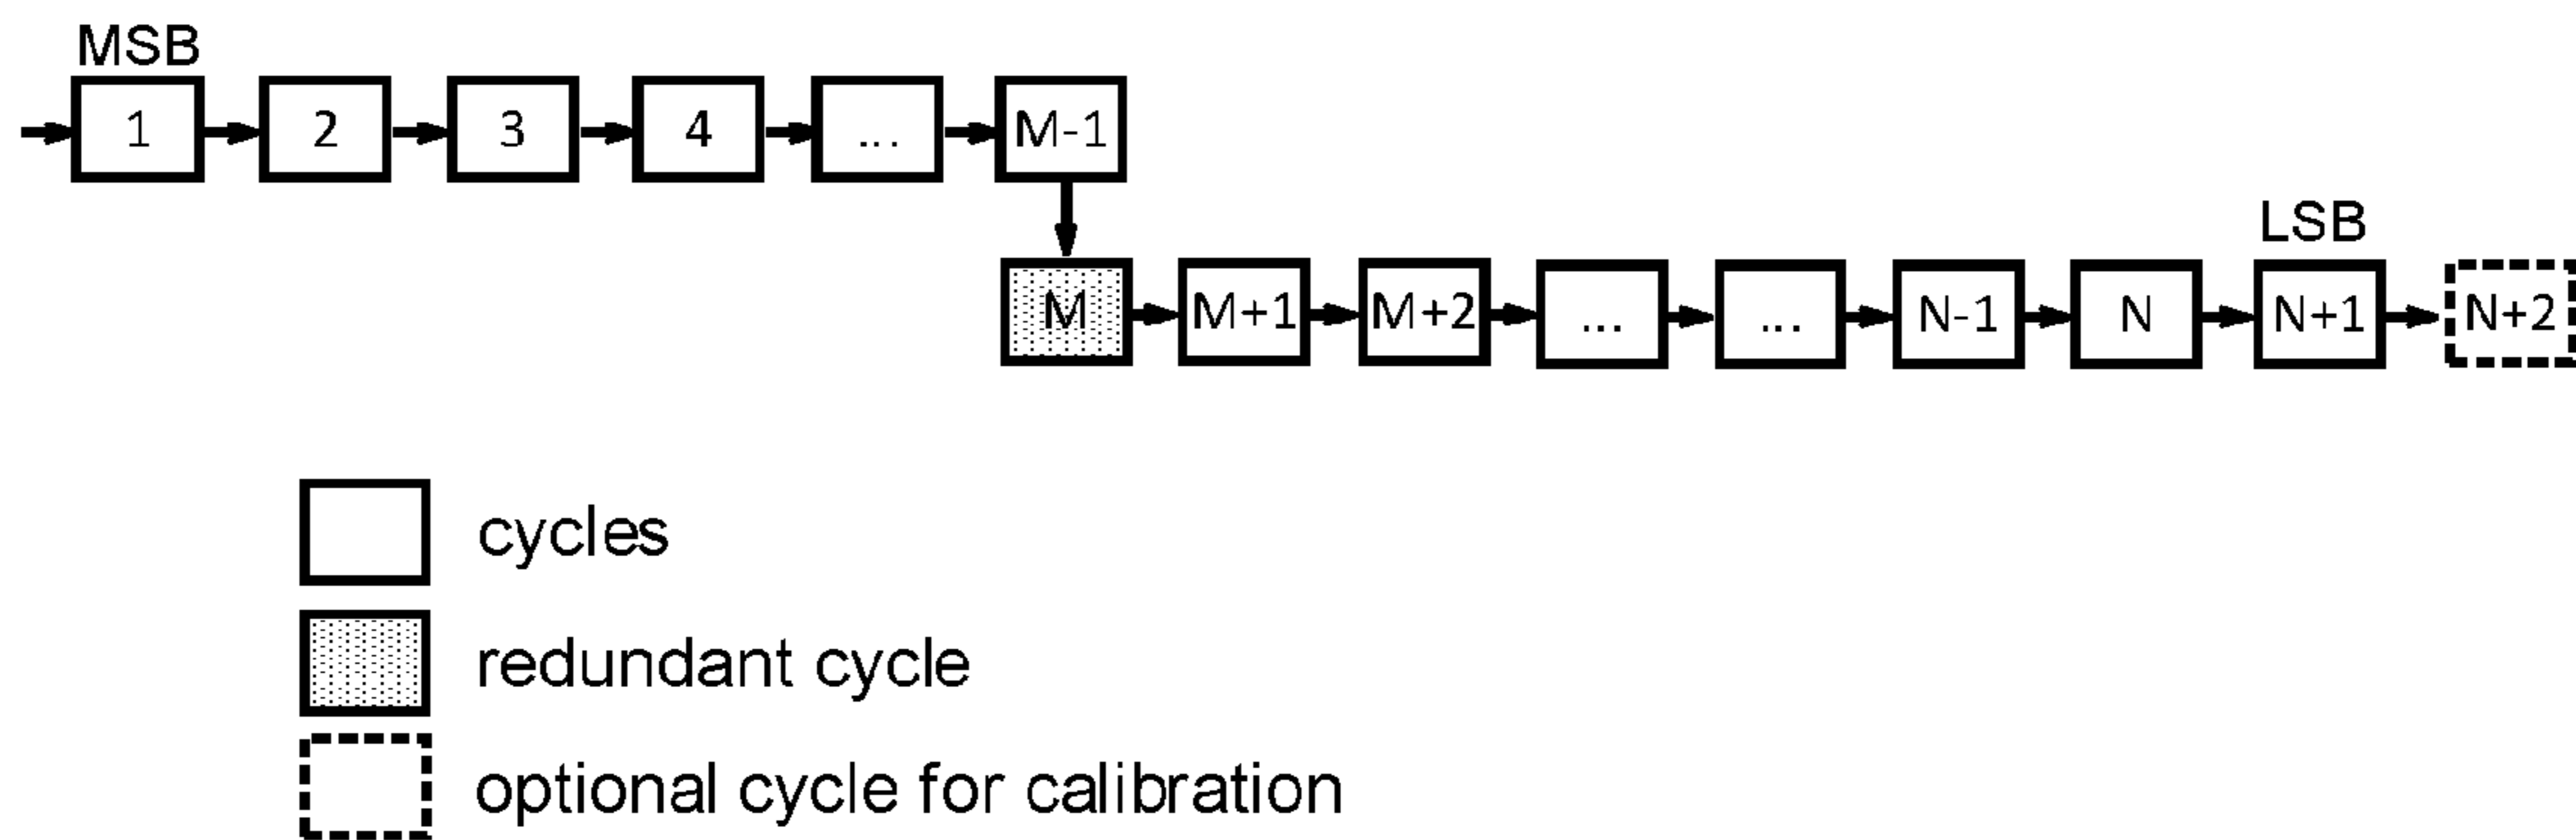 MSB
1 2 3 4 ... M-1
LSB
M M+1 M+2 ... ... N-1 N N+1 N+2
cycles
redundant cycle
optional cycle for calibration